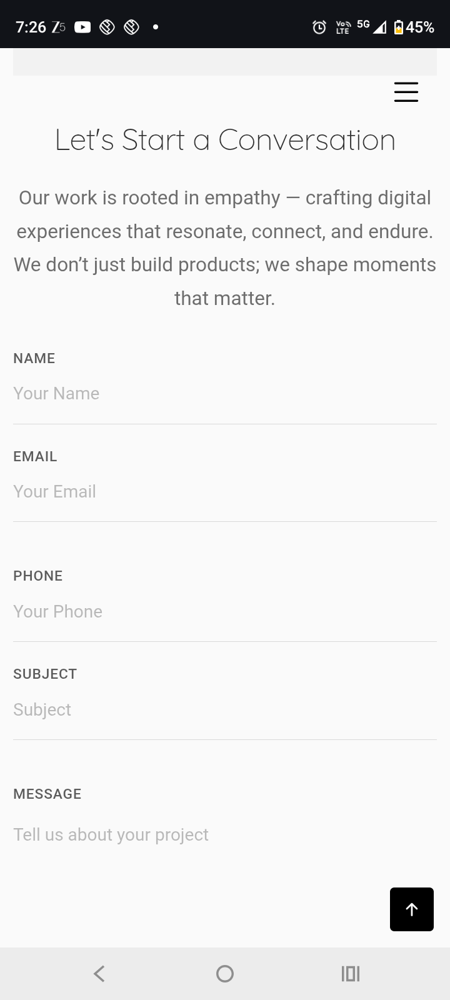 7:26 Z5 Vo LTE 5G 45%
Let's Start a Conversation
Our work is rooted in empathy — crafting digital
experiences that resonate, connect, and endure.
We don’t just build products; we shape moments
that matter.
NAME
Your Name
EMAIL
Your Email
PHONE
Your Phone
SUBJECT
Subject
MESSAGE
Tell us about your project